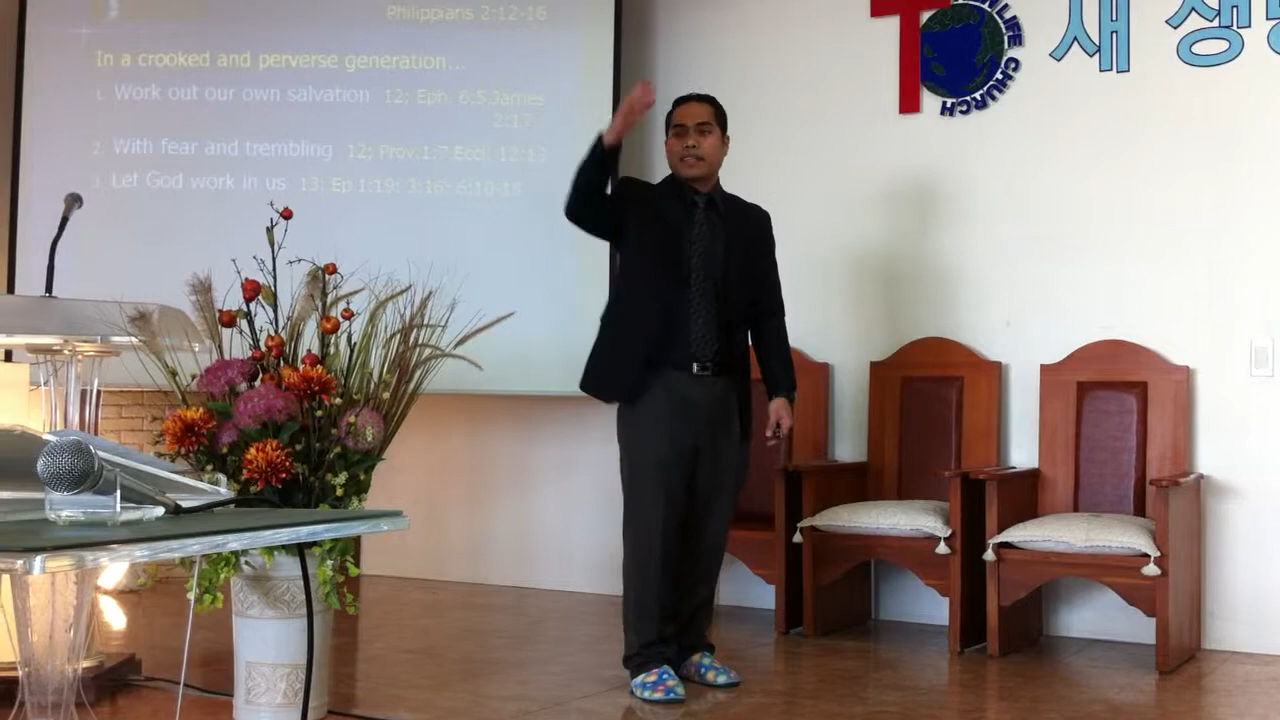 Philippians 2:12-16
In a crooked and perverse generation...
1. Work out our own salvation 12; Eph. 6:5.James
2:17
2. With fear and trembling 12; Prov.1:7.Eccl. 12:13
3. Let God work in us 13; Ep 1:19; 3:16; 6:10-18
LIFE CHURCH
새 생